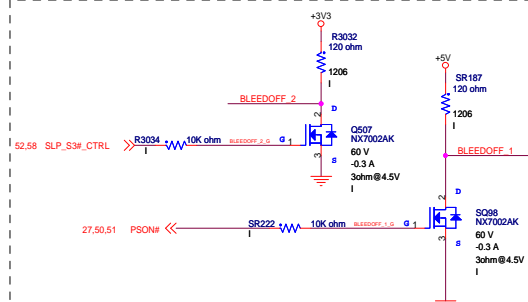 +3V3
R3032
120 ohm
1206
+5V
SR187
120 ohm
1206
BLEEDOFF_2
D
2
Q507
NX7002AK
60 V
-0.3 A
3ohm@4.5V
I
52,58 SLP_S3#_CTRL
R3034
I
10K ohm
BLEEDOFF_2_G
G
1
3
S
BLEEDOFF_1
D
2
SQ98
NX7002AK
60 V
-0.3 A
3ohm@4.5V
I
27,50,51 PSON#
SR222
I
10K ohm
BLEEDOFF_1_G
G
1
3
S